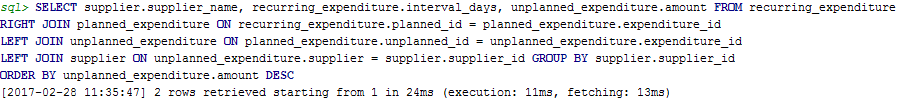 sql> SELECT supplier.supplier_name, recurring_expenditure.interval_days, unplanned_expenditure.amount FROM recurring_expenditure
RIGHT JOIN planned_expenditure ON recurring_expenditure.planned_id = planned_expenditure.expenditure_id
LEFT JOIN unplanned_expenditure ON planned_expenditure.unplanned_id = unplanned_expenditure.expenditure_id
LEFT JOIN supplier ON unplanned_expenditure.supplier = supplier.supplier_id GROUP BY supplier.supplier_id
ORDER BY unplanned_expenditure.amount DESC
[2017-02-28 11:35:47] 2 rows retrieved starting from 1 in 24ms (execution: 11ms, fetching: 13ms)